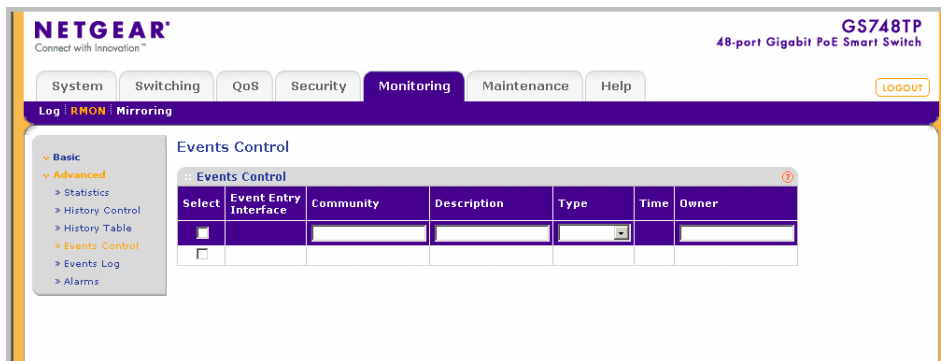 NETGEAR®
Connect with Innovation™
GS748TP
48-port Gigabit PoE Smart Switch
System Switching QoS Security Monitoring Maintenance Help LOGOUT
Log RMON Mirroring
Basic
Advanced
» Statistics
» History Control
» History Table
» Events Control
» Events Log
» Alarms
Events Control
:: Events Control ?
Select Event Entry Interface Community Description Type Time Owner